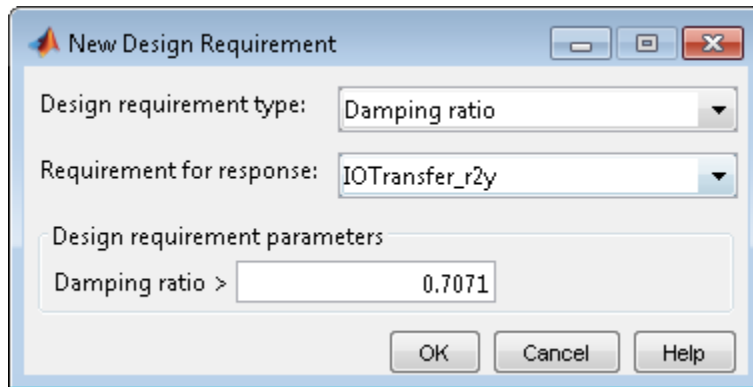 New Design Requirement
Design requirement type: Damping ratio
Requirement for response: IOTransfer_r2y
Design requirement parameters
Damping ratio > 0.7071
OK Cancel Help